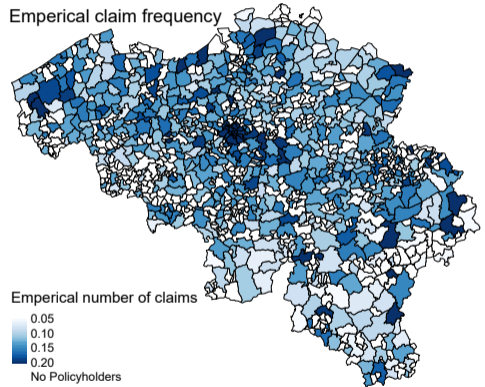 Emperical claim frequency
Emperical number of claims
0.05
0.10
0.15
0.20
No Policyholders